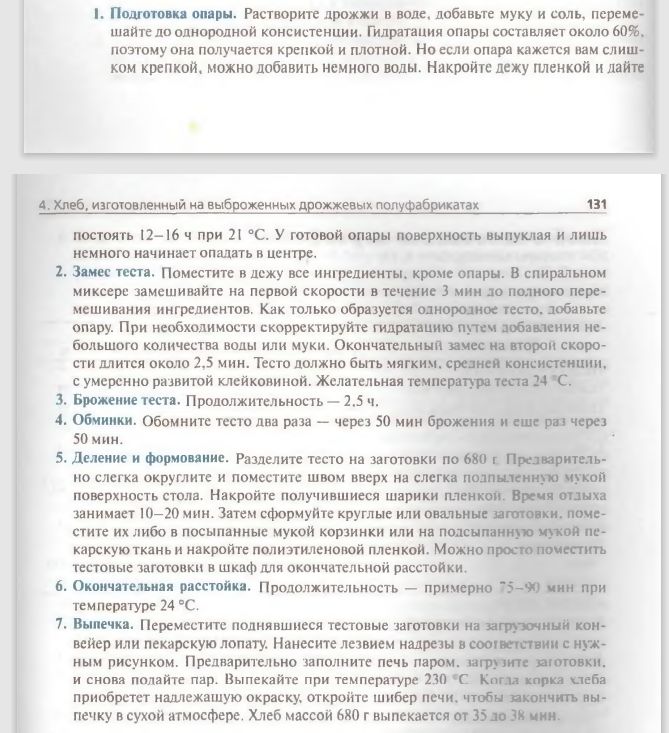 1. Подготовка опары. Растворите дрожжи в воде, добавьте муку и соль, переме-
шайте до однородной консистенции. Гидратация опары составляет около 60%,
поэтому она получается крепкой и плотной. Но если опара кажется вам слиш-
ком крепкой, можно добавить немного воды. Накройте дежу пленкой и дайте
4. Хлеб, изготовленный на выброженных дрожжевых полуфабрикатах 131
постоять 12–16 ч при 21 °С. У готовой опары поверхность выпуклая и лишь
немного начинает опадать в центре.
2. Замес теста. Поместите в дежу все ингредиенты, кроме опары. В спиральном
миксере замешивайте на первой скорости в течение 3 мин до полного пере-
мешивания ингредиентов. Как только образуется однородное тесто, добавьте
опару. При необходимости скорректируйте гидратацию путем добавления не-
большого количества воды или муки. Окончательный замес на второй скоро-
сти длится около 2,5 мин. Тесто должно быть мягким, средней консистенции,
с умеренно развитой клейковиной. Желательная температура теста 24 °С.
3. Брожение теста. Продолжительность — 2,5 ч.
4. Обминки. Обомните тесто два раза — через 50 мин брожения и еще раз через
50 мин.
5. Деление и формование. Разделите тесто на заготовки по 680 г. Предваритель-
но слегка округлите и поместите швом вверх на слегка подпыленную мукой
поверхность стола. Накройте получившиеся шарики пленкой. Время отдыха
занимает 10–20 мин. Затем сформуйте круглые или овальные заготовки, поме-
стите их либо в посыпанные мукой корзинки или на подсыпанную мукой пе-
карскую ткань и накройте полиэтиленовой пленкой. Можно просто поместить
тестовые заготовки в шкаф для окончательной расстойки.
6. Окончательная расстойка. Продолжительность — примерно 75–90 мин при
температуре 24 °С.
7. Выпечка. Переместите поднявшиеся тестовые заготовки на загрузочный кон-
вейер или пекарскую лопату. Нанесите лезвием надрезы в соответствии с нуж-
ным рисунком. Предварительно заполните печь паром, загрузите заготовки,
и снова подайте пар. Выпекайте при температуре 230 °С. Когда корка хлеба
приобретет надлежащую окраску, откройте шибер печи, чтобы закончить вы-
печку в сухой атмосфере. Хлеб массой 680 г выпекается от 35 до 38 мин.